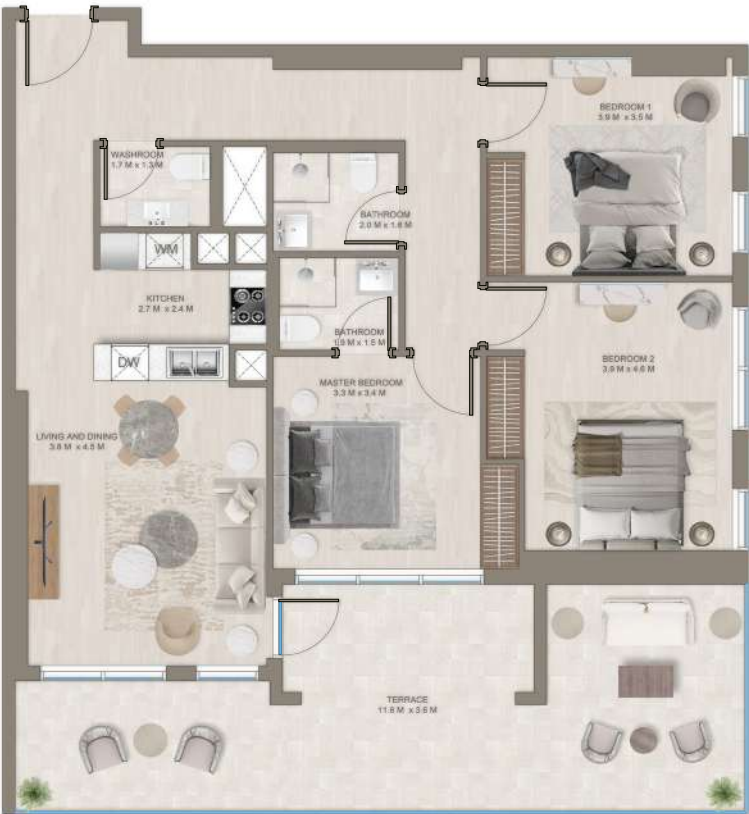 BEDROOM 1
3.9 M x 3.5 M
WASHROOM
1.7 M x 1.3 M
BATHROOM
2.0 M x 1.6 M
WM
KITCHEN
2.7 M x 2.4 M
BATHROOM
1.9 M x 1.5 M
DW
BEDROOM 2
3.9 M x 4.6 M
MASTER BEDROOM
3.3 M x 3.4 M
LIVING AND DINING
3.8 M x 4.5 M
TERRACE
11.8 M x 3.6 M